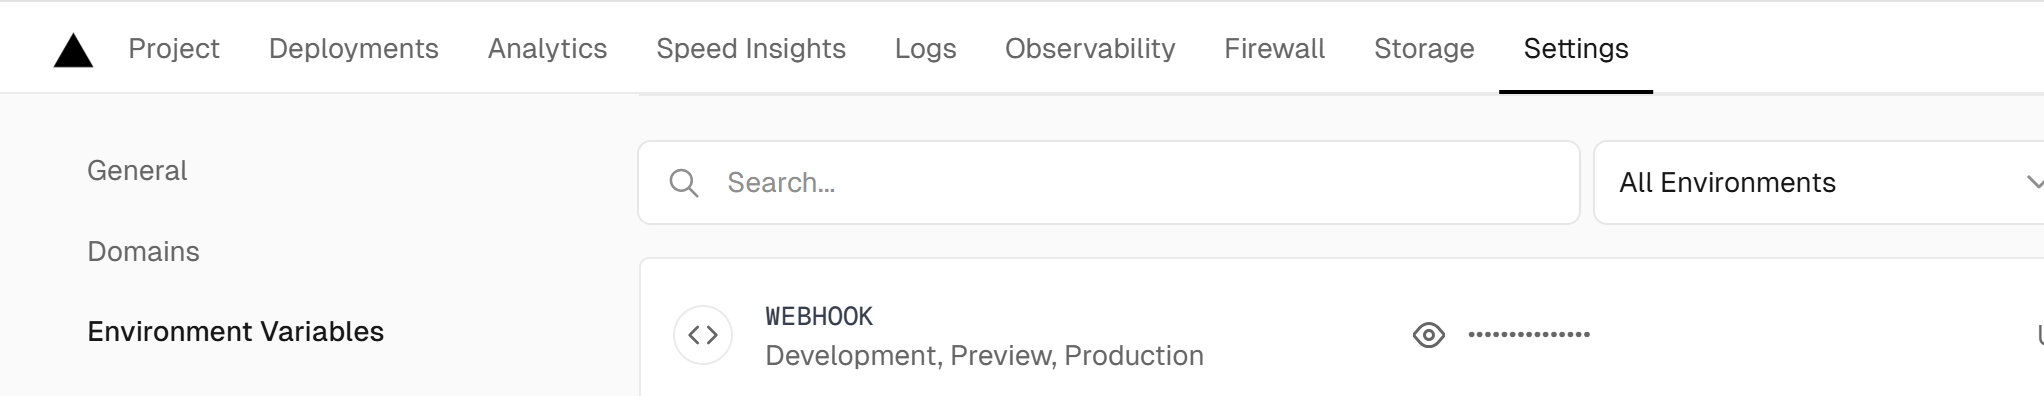 Project Deployments Analytics Speed Insights Logs Observability Firewall Storage Settings
General
Domains
Environment Variables
Search...
All Environments
WEBHOOK
Development, Preview, Production
••••••••••••••